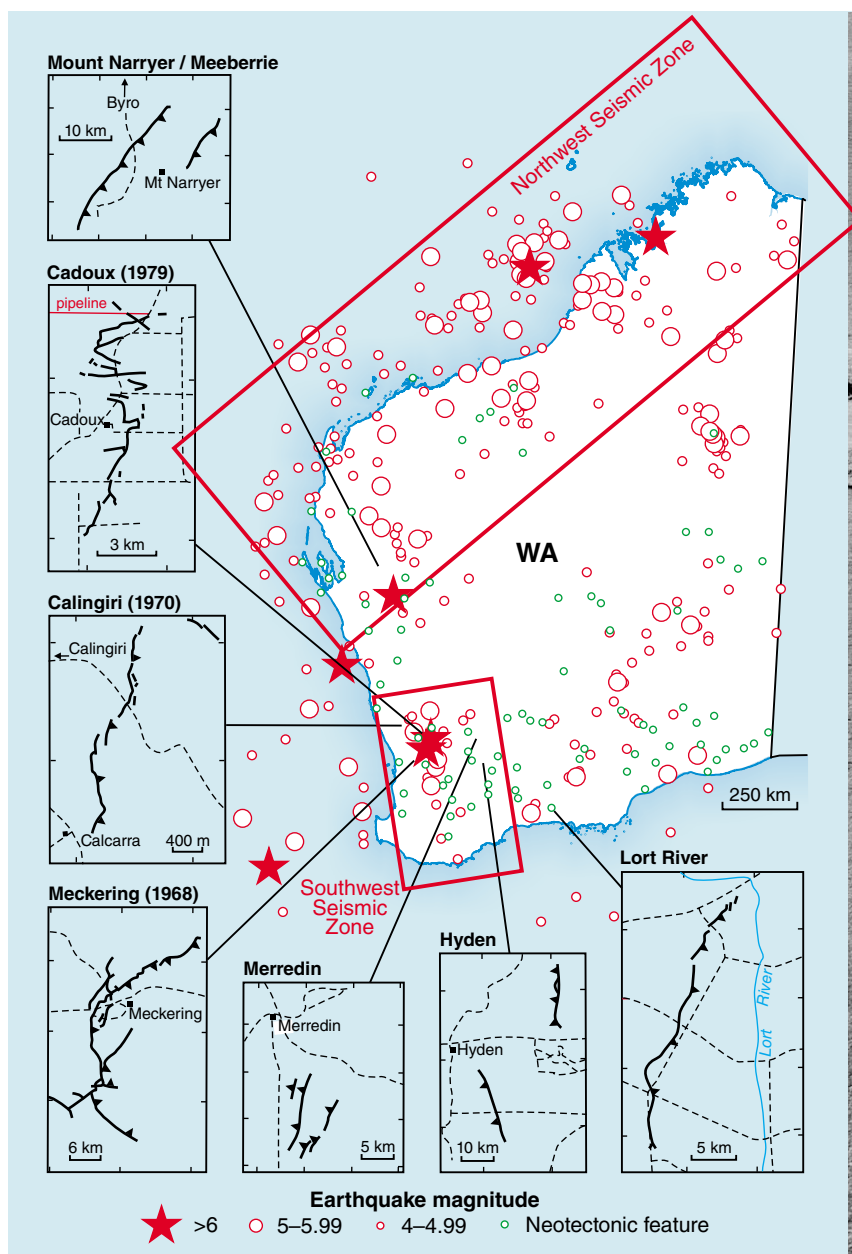 Mount Narryer / Meeberrie
Byro
10 km
Mt Narryer
Northwest Seismic Zone
Cadoux (1979)
pipeline
Cadoux
3 km
WA
Calingiri (1970)
Calingiri
Calcarra
400 m
250 km
Southwest
Seismic
Zone
Meckering (1968)
Meckering
6 km
Merredin
Merredin
5 km
Hyden
Hyden
10 km
Lort River
Lort River
5 km
Earthquake magnitude
>6 5–5.99 4–4.99 Neotectonic feature